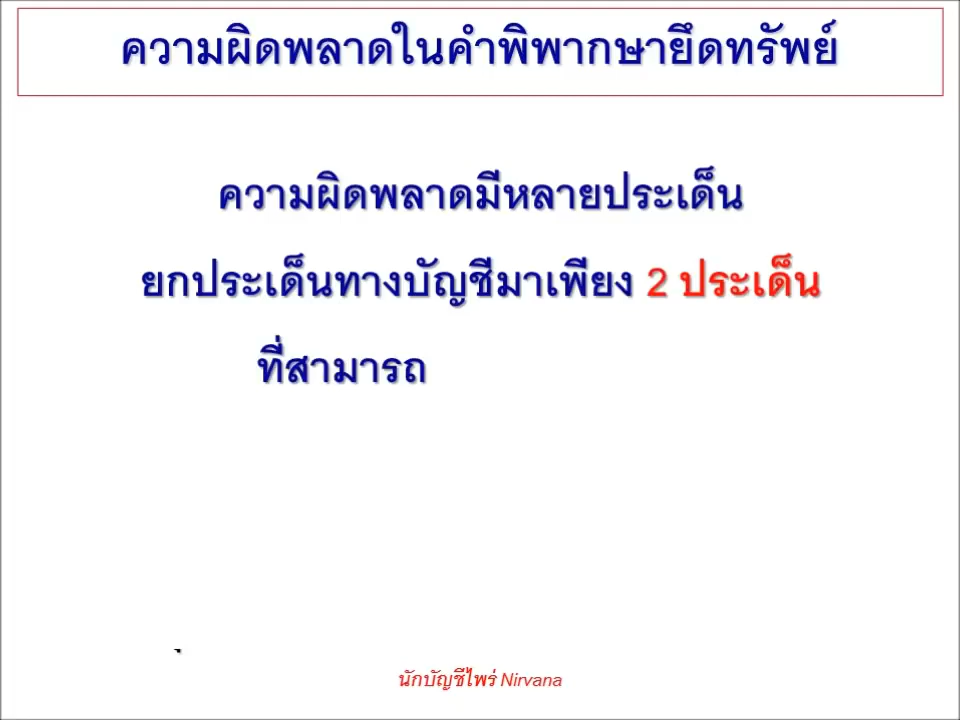 ความผิดพลาดในคำพิพากษายึดทรัพย์
ความผิดพลาดมีหลายประเด็น
ยกประเด็นทางบัญชีมาเพียง 2 ประเด็น
ที่สามารถ
นักบัญชีไพร่ Nirvana